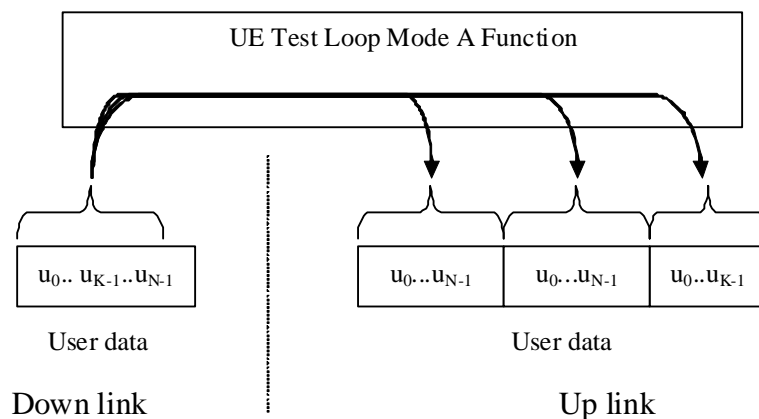 UE Test Loop Mode A Function
u0.. uK-1..uN-1
u0...uN-1
u0...uN-1
u0..uK-1
User data
User data
Down link
Up link